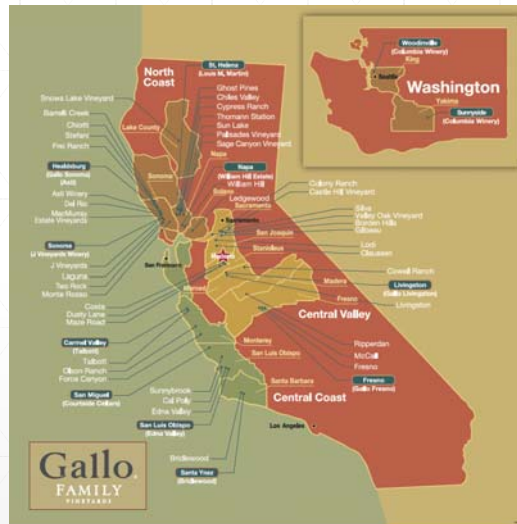 North
Coast
St. Helena
(Louis M. Martini)
Ghost Pines
Chiles Valley
Cypress Ranch
Thomann Station
Sun Lake
Palisades Vineyard
Sage Canyon Vineyard
Snows Lake Vineyard
Barrelli Creek
Chiotti
Stefani
Frei Ranch
Lake County
Napa
Healdsburg
(Gallo Sonoma)
(Asti)
Sonoma
Napa
(William Hill Estate)
William Hill
Solano
Ledgewood
Sacramento
Sacramento
Colony Ranch
Castle Hill Vineyard
Asti Winery
Del Rio
MacMurray
Estate Vineyards
Silva
Valley Oak Vineyard
Borden Hills
Gilbeau
San Joaquin
Sonoma
(J Vineyards Winery)
J Vineyards
Laguna
Two Rock
Monte Rosso
San Francisco
Stanislaus
Modesto
Lodi
Claussen
Cowell Ranch
Merced
Madera
Livingston
(Gallo Livingston)
Livingston
Fresno
Costa
Dusty Lane
Maze Road
Central Valley
Carmel Valley
(Talbott)
Talbott
Olson Ranch
Force Canyon
Monterey
San Luis Obispo
Ripperdan
McCall
Fresno
Fresno
(Gallo Fresno)
San Miguel
(Courtside Cellars)
Sunnybrook
Cal Poly
Edna Valley
Santa Barbara
Central Coast
San Luis Obispo
(Edna Valley)
Los Angeles
Bridlewood
Santa Ynez
(Bridlewood)
Woodinville
(Columbia Winery)
King
Seattle
Washington
Yakima
Sunnyside
(Columbia Winery)
Gallo
FAMILY
VINEYARDS